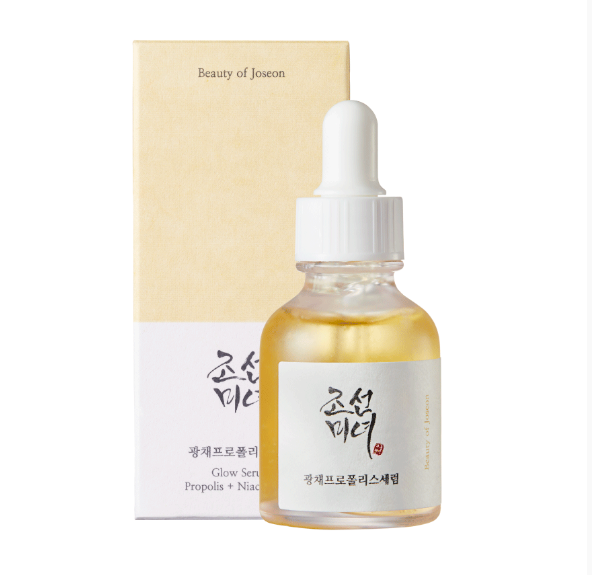 Beauty of Joseon
조선
미녀
광채프로폴리
Glow Seru
Propolis + Niac
조선
미녀
광채프로폴리스세럼
Beauty of Joseon